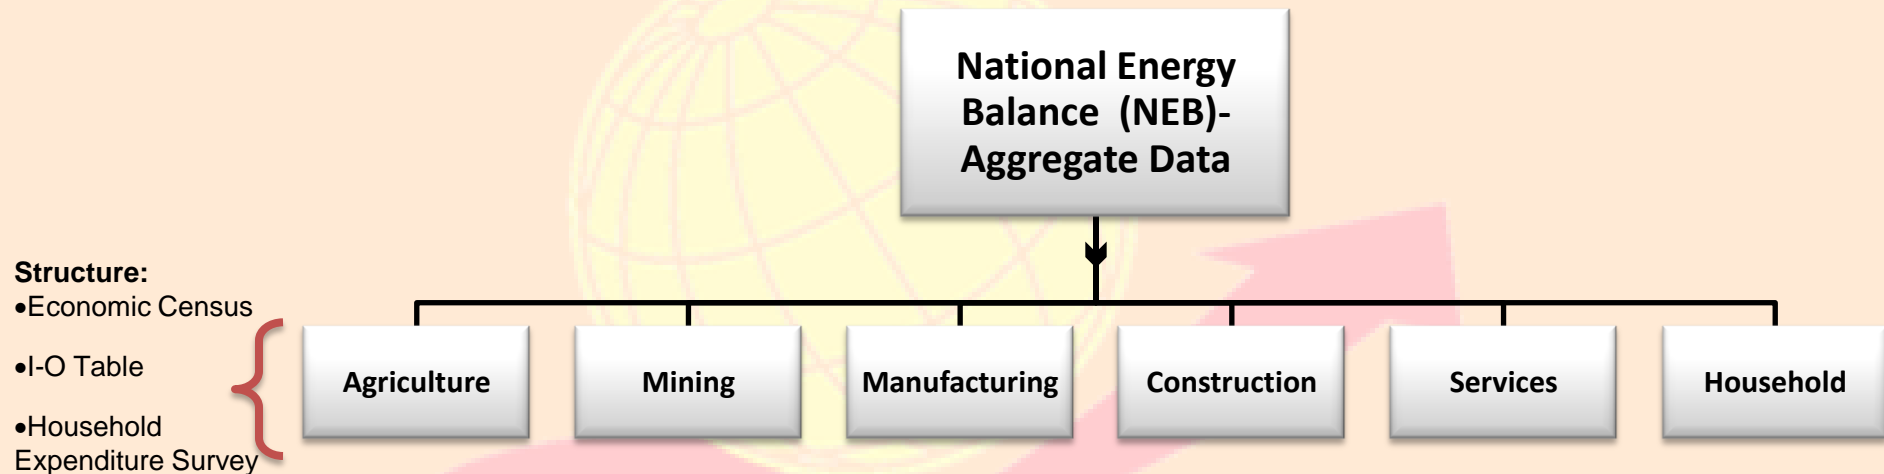 National Energy
Balance  (NEB)-
Aggregate Data
Structure:
•Economic Census
•I-O Table
•Household
Expenditure Survey
Agriculture
Mining
Manufacturing
Construction
Services
Household